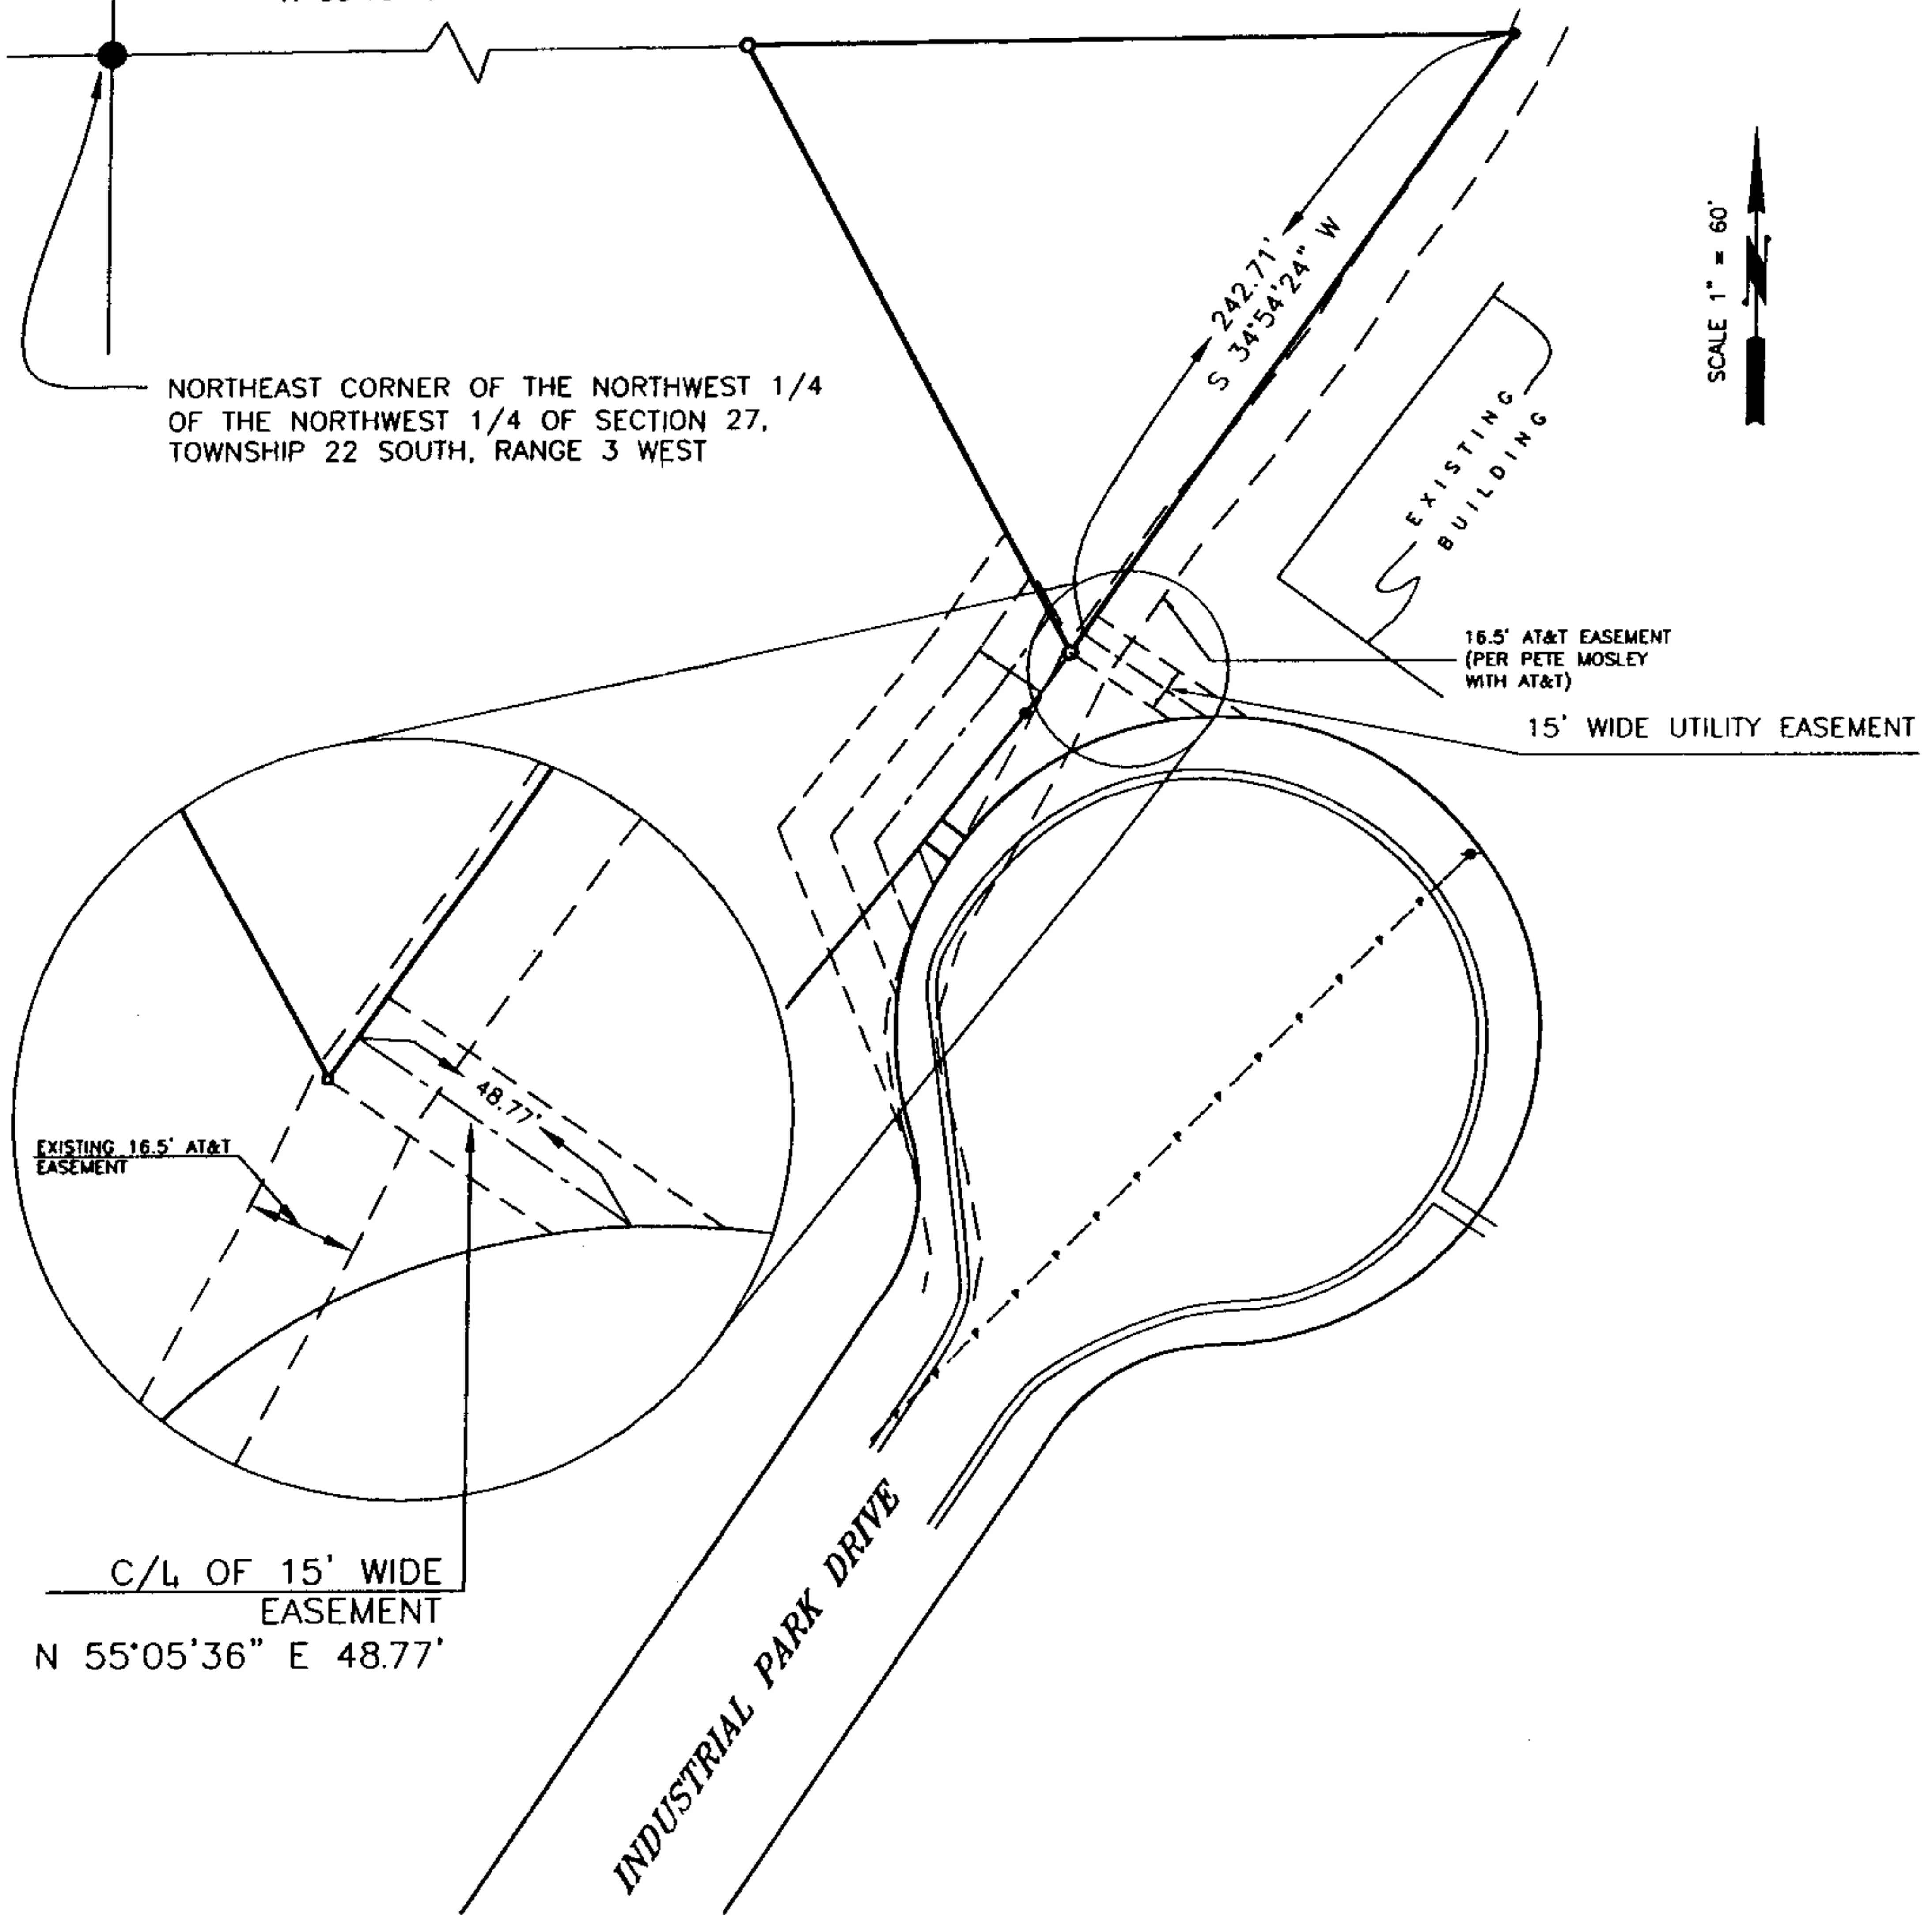 242.71'
S 34°54'24" W
SCALE 1" = 60'
NORTHEAST CORNER OF THE NORTHWEST 1/4
OF THE NORTHWEST 1/4 OF SECTION 27,
TOWNSHIP 22 SOUTH, RANGE 3 WEST
EXISTING
BUILDING
16.5' AT&T EASEMENT
(PER PETE MOSLEY
WITH AT&T)
15' WIDE UTILITY EASEMENT
48.77'
EXISTING 16.5' AT&T
EASEMENT
C/L OF 15' WIDE
EASEMENT
N 55°05'36" E 48.77'
INDUSTRIAL PARK DRIVE